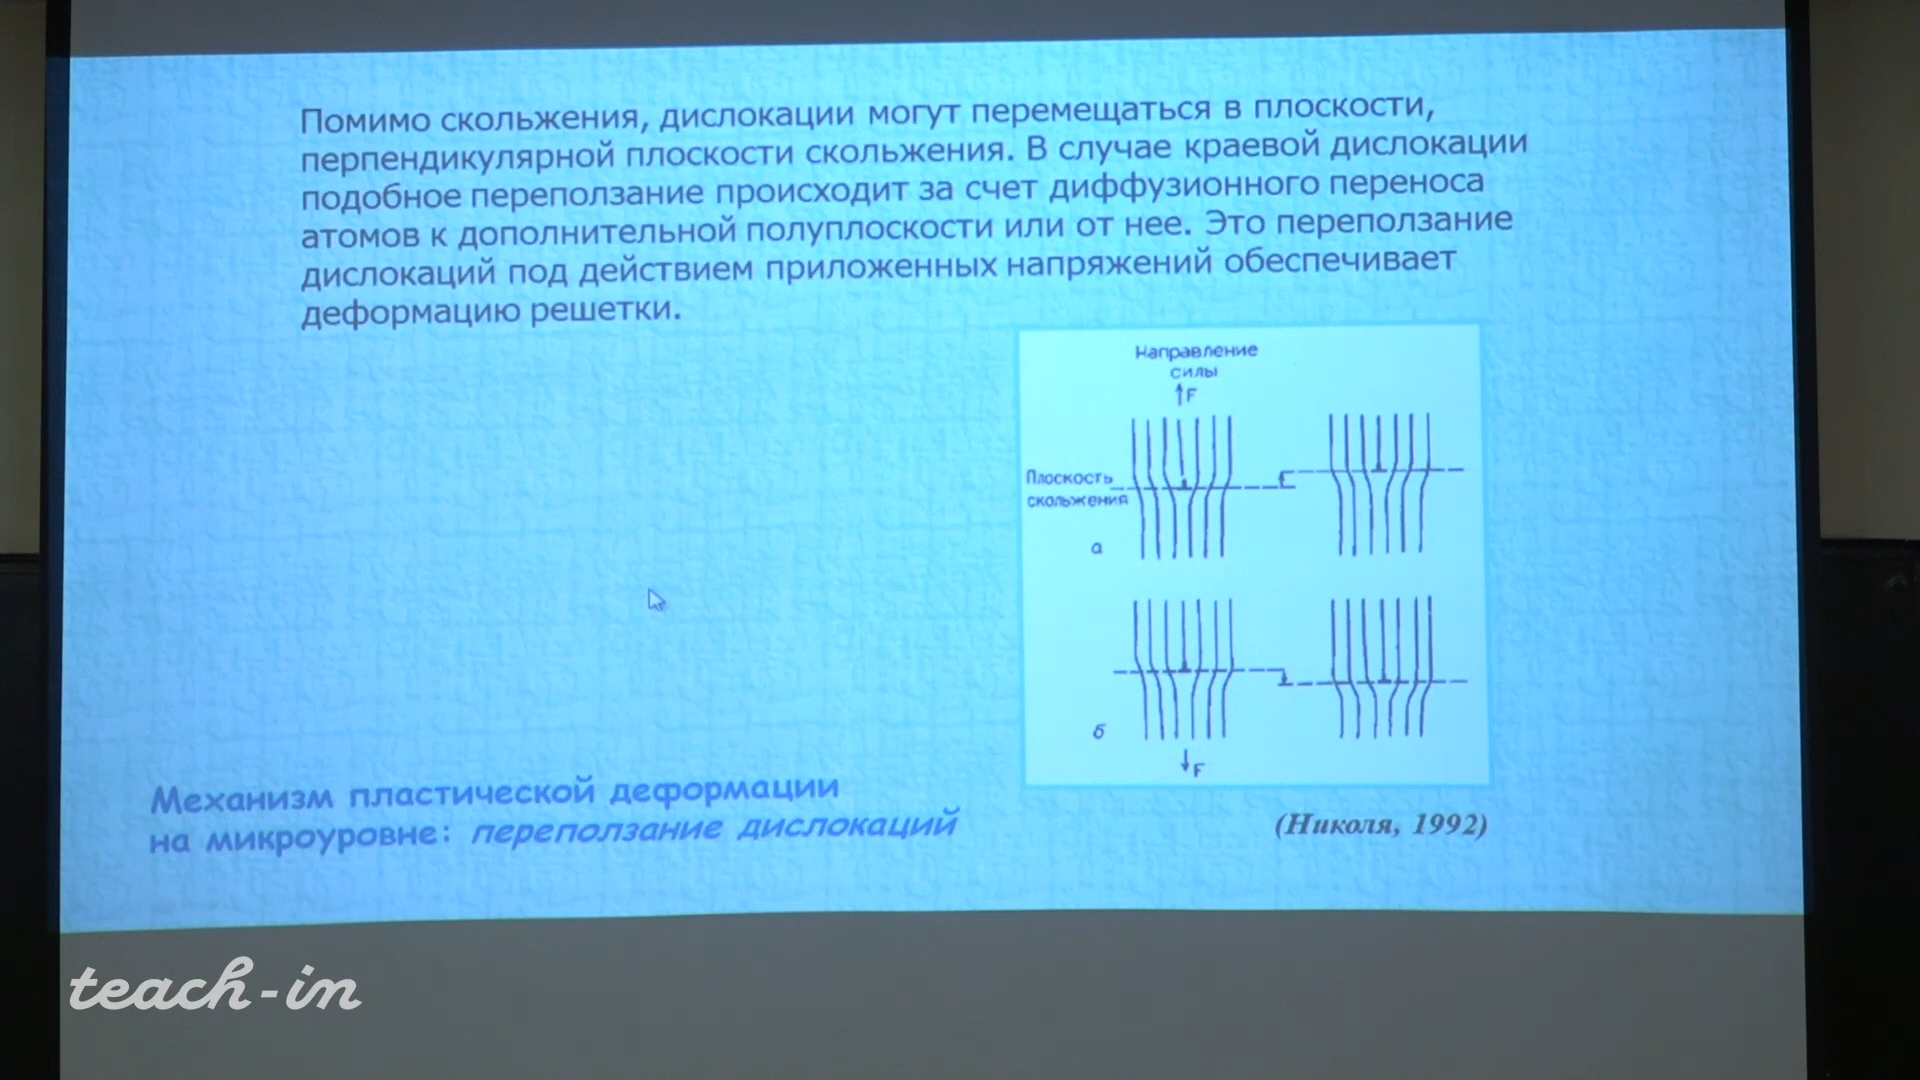 Помимо скольжения, дислокации могут перемещаться в плоскости,
перпендикулярной плоскости скольжения. В случае краевой дислокации
подобное переползание происходит за счет диффузионного переноса
атомов к дополнительной полуплоскости или от нее. Это переползание
дислокаций под действием приложенных напряжений обеспечивает
деформацию решетки.
Направление
силы
F
Плоскость
скольжения
а
б
F
Механизм пластической деформации
на микроуровне: переползание дислокаций
(Николя, 1992)
teach-in